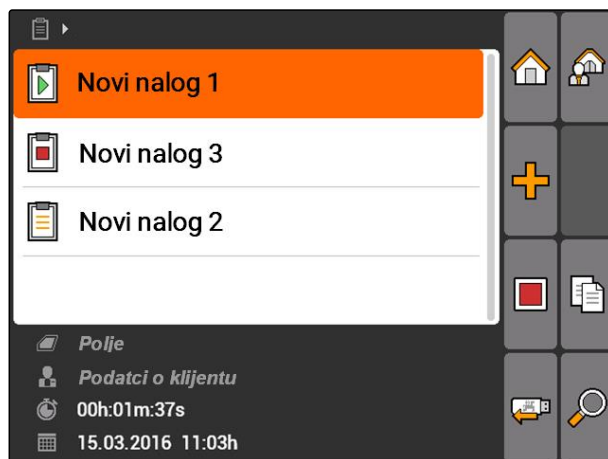 Novi nalog 1
Novi nalog 3
Novi nalog 2
Polje
Podatci o klijentu
00h:01m:37s
15.03.2016 11:03h